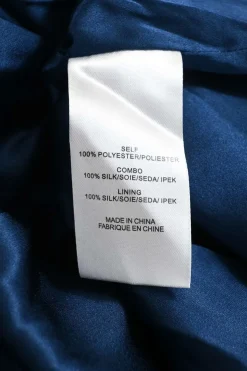 SELF
100% POLYESTER/POLIESTER
COMBO
100% SILK/SOIE/SEDA/ IPEK
LINING
100% SILK/SOIE/SEDA/ IPEK
MADE IN CHINA
FABRIQUE EN CHINE